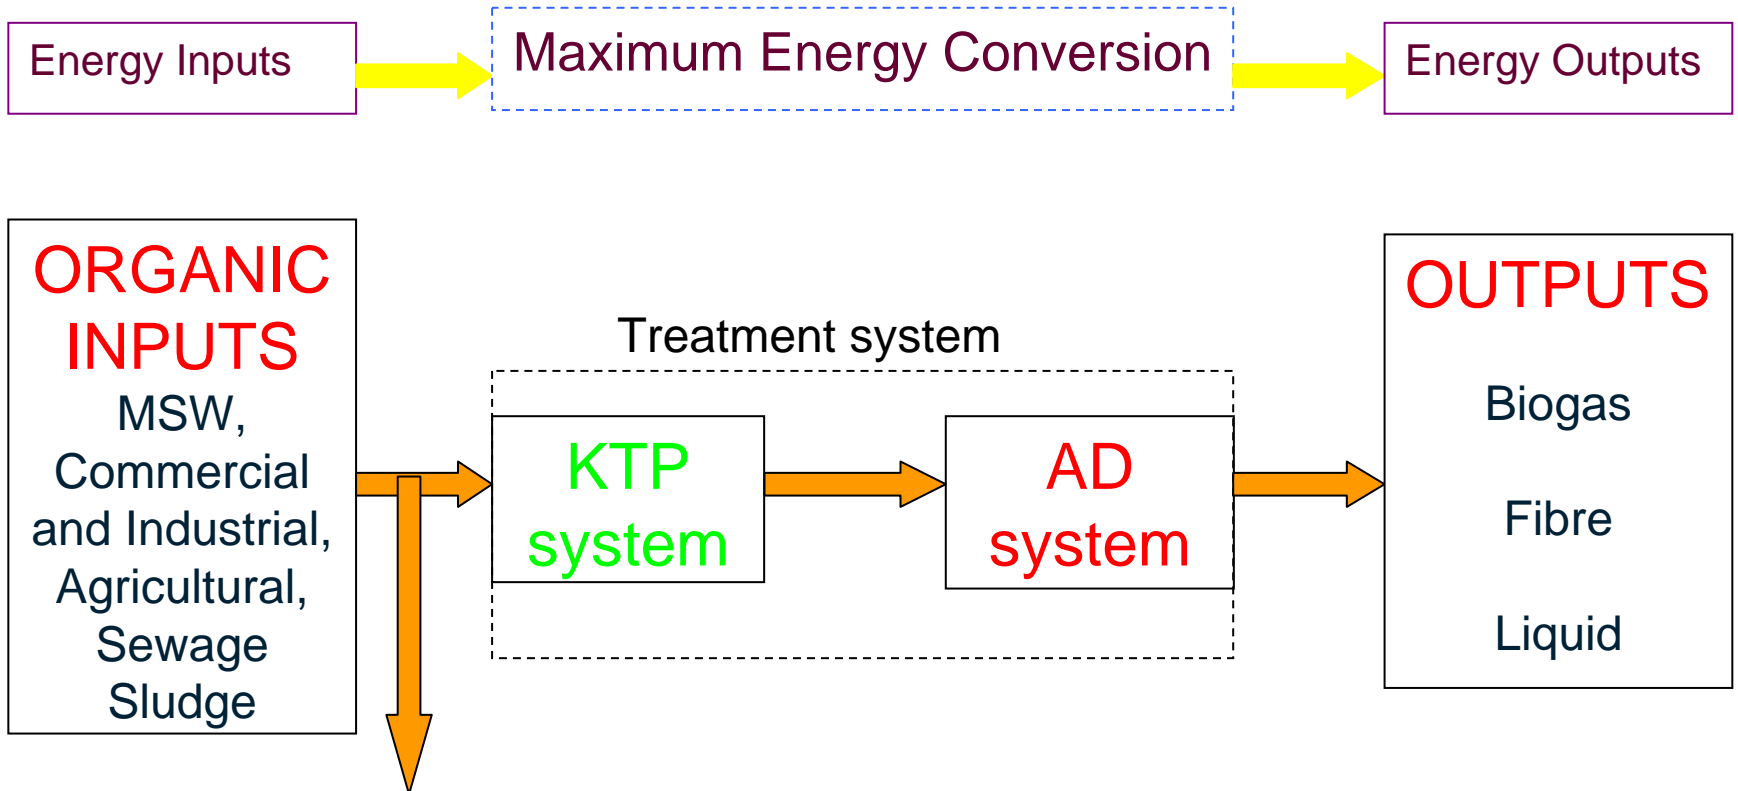 Energy Inputs
Maximum Energy Conversion
Energy Outputs
ORGANIC
INPUTS
MSW,
Commercial
and Industrial,
Agricultural,
Sewage
Sludge
Treatment system
KTP
system
AD
system
OUTPUTS
Biogas
Fibre
Liquid